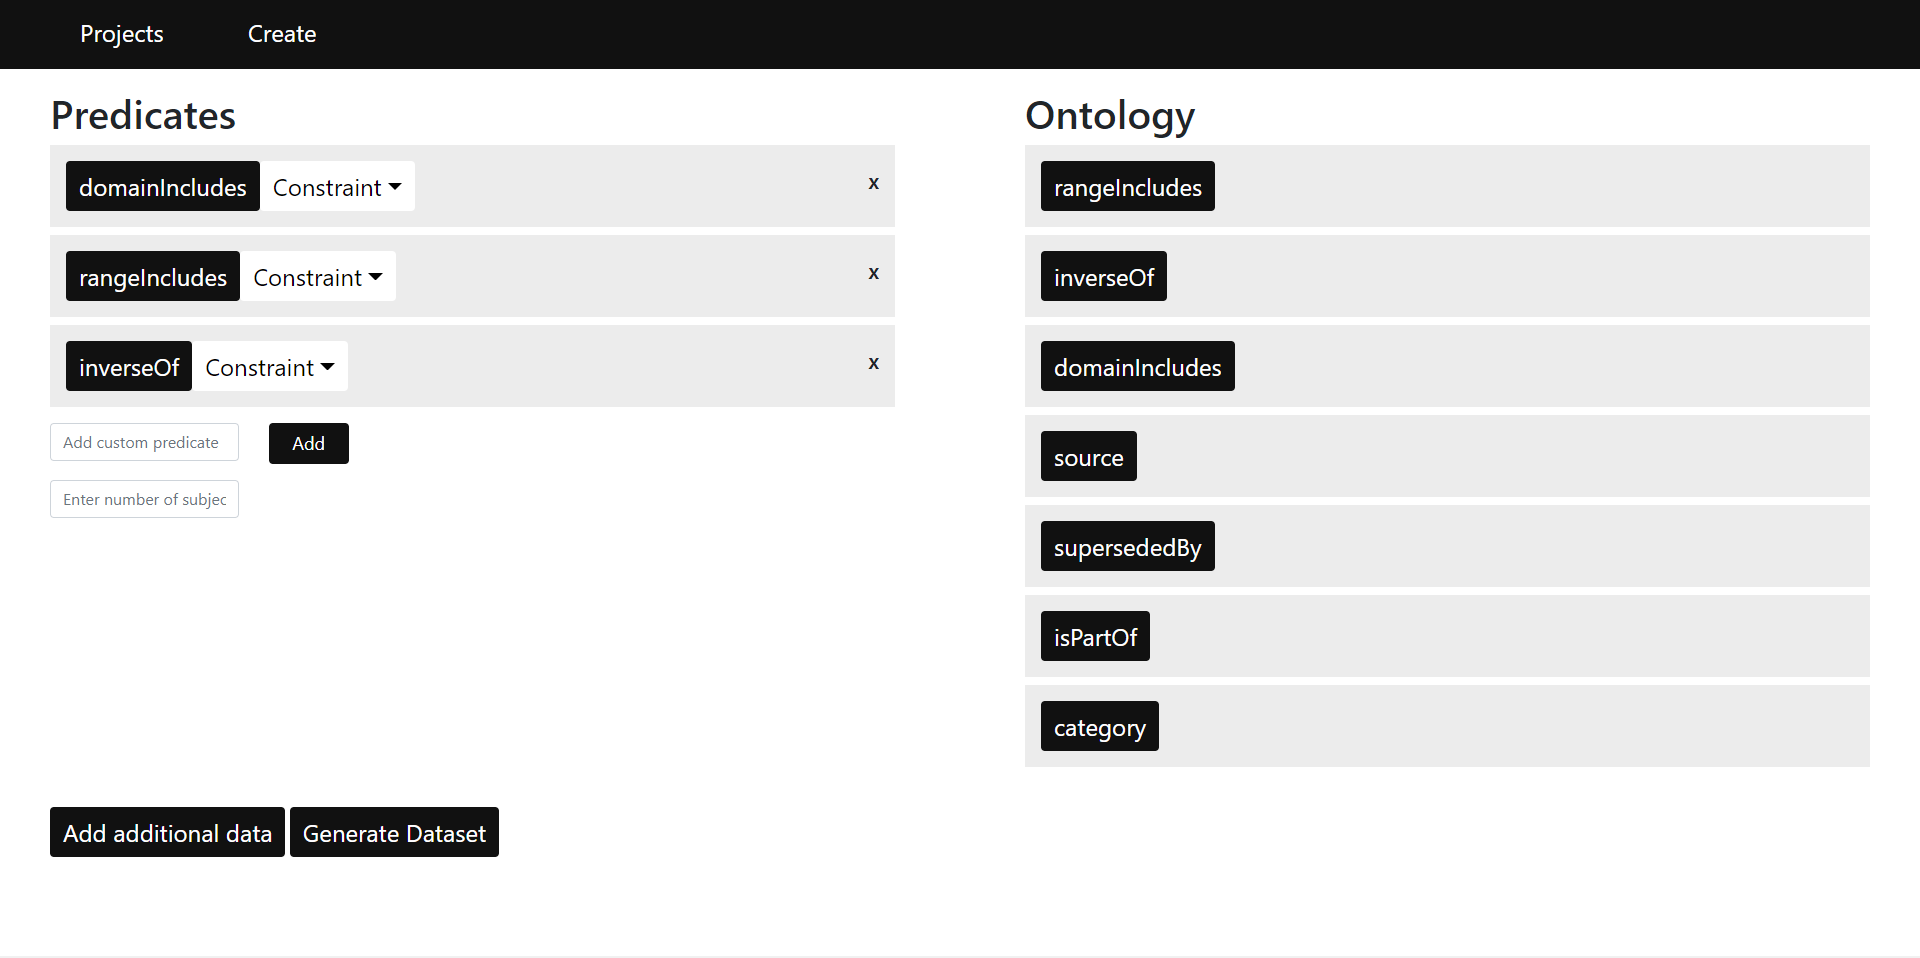 Projects Create
Predicates
domainIncludes Constraint x
rangeIncludes Constraint x
inverseOf Constraint x
Add custom predicate Add
Enter number of subjec
Add additional data Generate Dataset
Ontology
rangeIncludes
inverseOf
domainIncludes
source
supersededBy
isPartOf
category